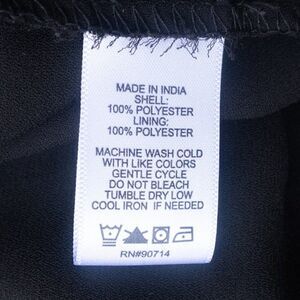 MADE IN INDIA
SHELL:
100% POLYESTER
LINING:
100% POLYESTER
MACHINE WASH COLD
WITH LIKE COLORS
GENTLE CYCLE
DO NOT BLEACH
TUMBLE DRY LOW
COOL IRON IF NEEDED
RN#90714